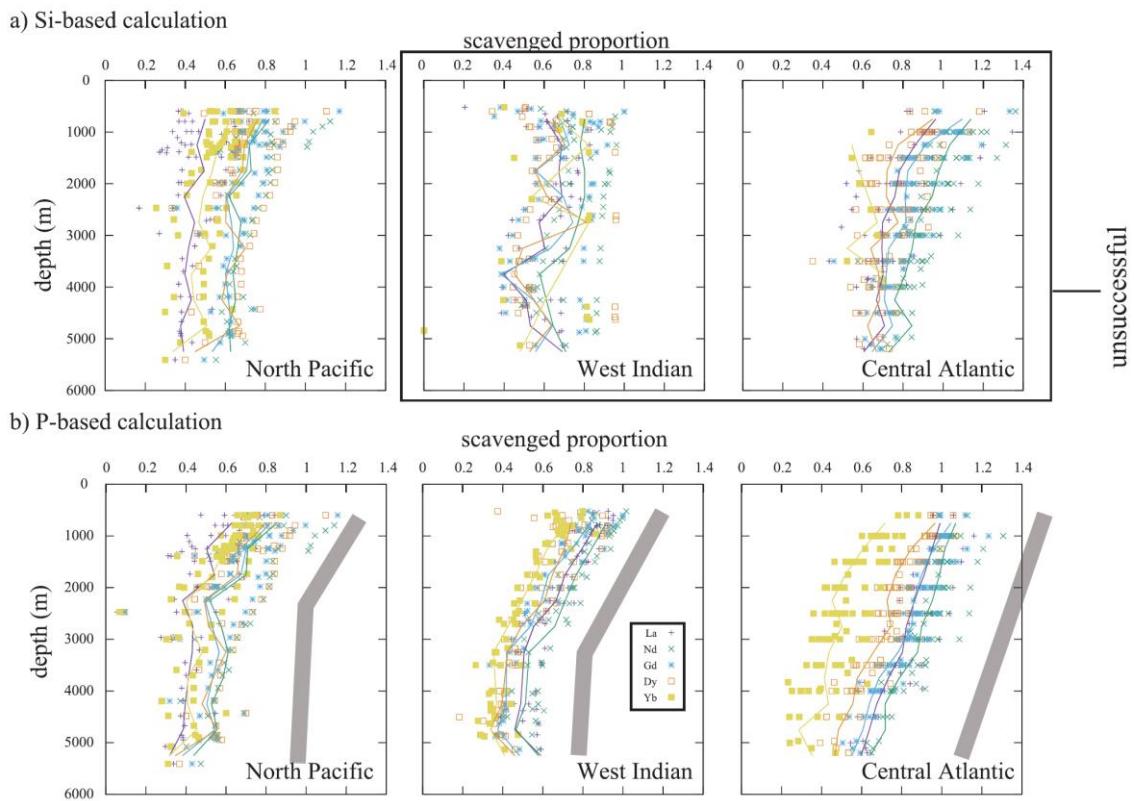 a) Si-based calculation
scavenged proportion
0 0.2 0.4 0.6 0.8 1 1.2 1.4 0 0.2 0.4 0.6 0.8 1 1.2 1.4 0 0.2 0.4 0.6 0.8 1 1.2 1.4
0
1000
2000
3000
4000
5000
6000
depth (m)
North Pacific
West Indian
Central Atlantic
unsuccessful
b) P-based calculation
scavenged proportion
0 0.2 0.4 0.6 0.8 1 1.2 1.4 0 0.2 0.4 0.6 0.8 1 1.2 1.4 0 0.2 0.4 0.6 0.8 1 1.2 1.4
0
1000
2000
3000
4000
5000
6000
depth (m)
La
Nd
Gd
Dy
Yb
North Pacific
West Indian
Central Atlantic